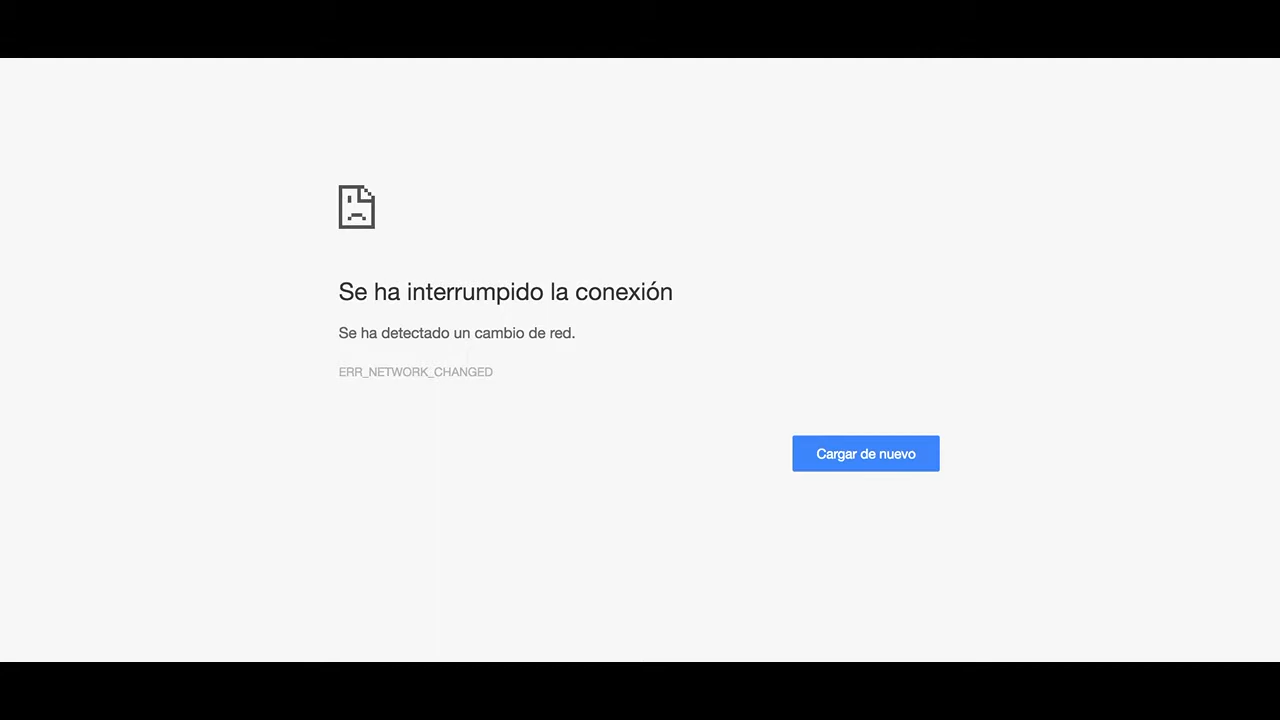 Se ha interrumpido la conexión
Se ha detectado un cambio de red.
ERR_NETWORK_CHANGED
Cargar de nuevo